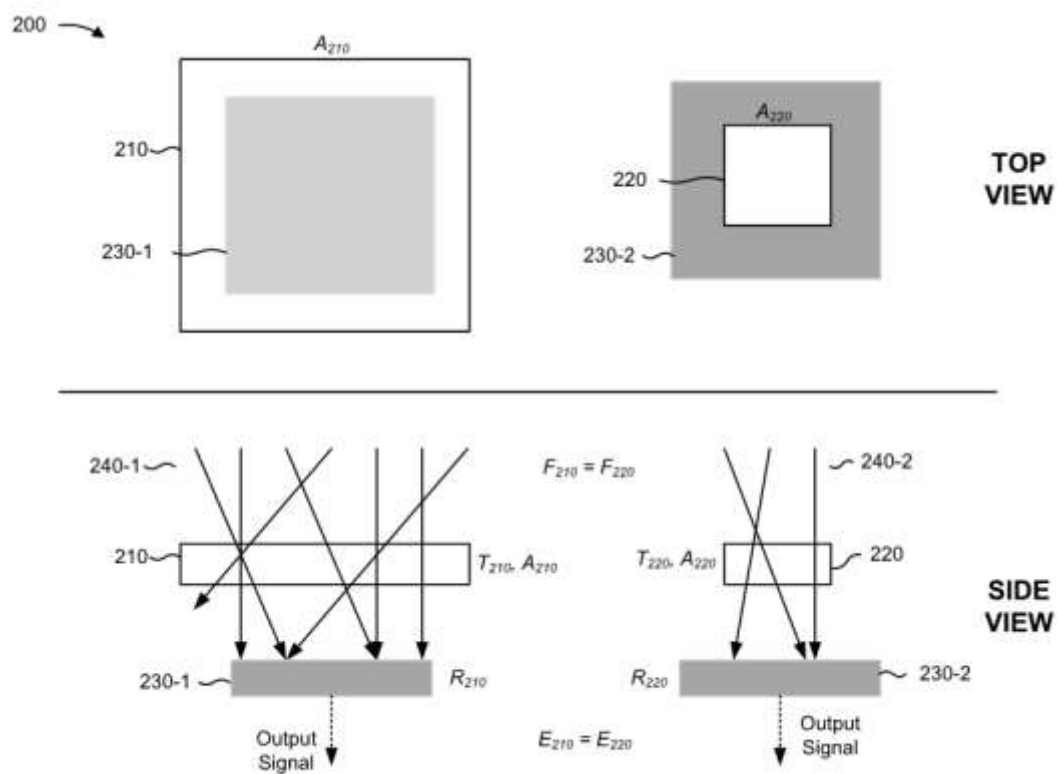 200
A210
210
230-1
A220
220
230-2
TOP
VIEW
240-1
F210 = F220
240-2
210
T210, A210
T220, A220
220
SIDE
VIEW
230-1
R210
R220
230-2
Output
Signal
E210 = E220
Output
Signal